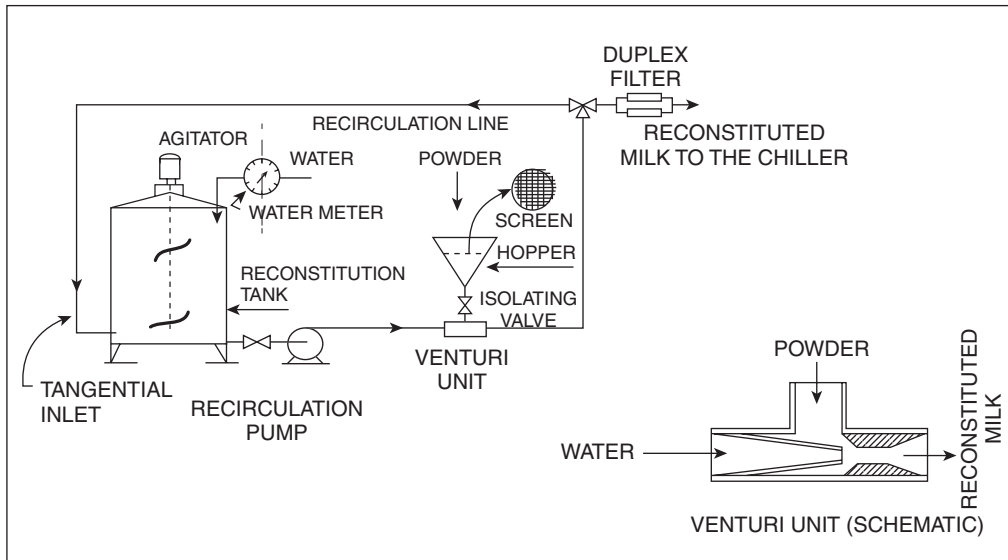 DUPLEX
FILTER
RECIRCULATION LINE
RECONSTITUTED
MILK TO THE CHILLER
AGITATOR
WATER
POWDER
WATER METER
SCREEN
HOPPER
RECONSTITUTION
TANK
ISOLATING
VALVE
VENTURI
UNIT
TANGENTIAL
INLET
RECIRCULATION
PUMP
POWDER
WATER
RECONSTITUTED
MILK
VENTURI UNIT (SCHEMATIC)